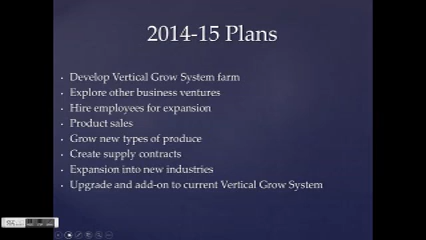 2014-15 Plans
• Develop Vertical Grow System farm
• Explore other business ventures
• Hire employees for expansion
• Product sales
• Grow new types of produce
• Create supply contracts
• Expansion into new industries
• Upgrade and add-on to current Vertical Grow System